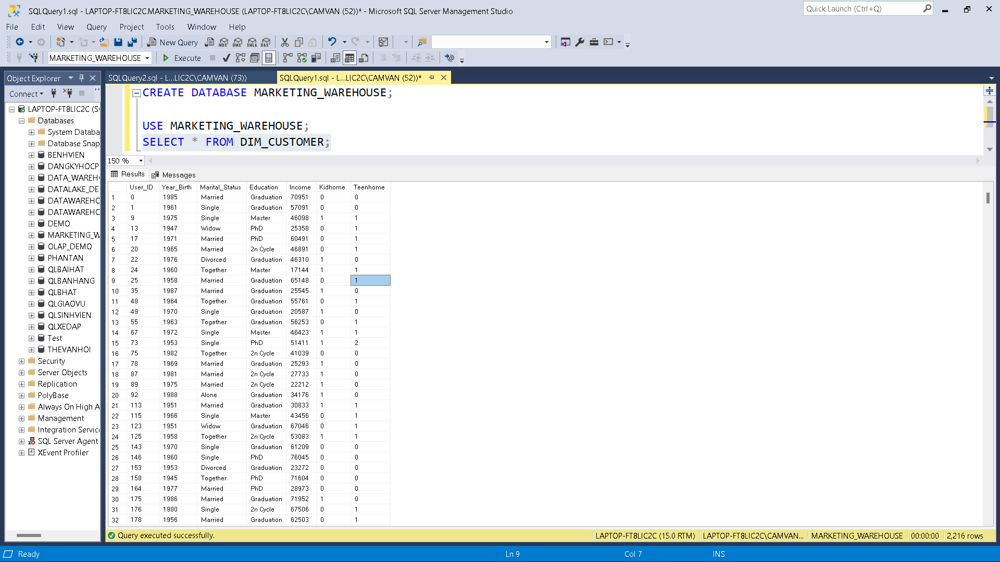 SQLQuery1.sql - LAPTOP-FT8LIC2C.MARKETING_WAREHOUSE (LAPTOP-FT8LIC2C\CAMVAN (52))* - Microsoft SQL Server Management Studio
Quick Launch (Ctrl+Q)
File Edit View Query Project Tools Window Help
New Query MDX DMX XMLA DAX
MARKETING_WAREHOUSE Execute
Object Explorer
SQLQuery2.sql - L...LIC2C\CAMVAN (73))
SQLQuery1.sql - L...LIC2C\CAMVAN (52))*
Connect
LAPTOP-FT8LIC2C (S
Databases
System Databa
Database Snap
BENHVIEN
DANGKYHOCP
DATA_WAREH
DATALAKE_DE
DATAWAREHO
DATAWAREHO
DEMO
MARKETING_W
OLAP_DEMO
PHANTAN
QLBAIHAT
QLBANHANG
QLBHAT
QLGIAOVU
QLSINHVIEN
QLXEDAP
Test
THEVANHOI
Security
Server Objects
Replication
PolyBase
Always On High A
Management
Integration Servic
SQL Server Agent
XEvent Profiler
CREATE DATABASE MARKETING_WAREHOUSE;
USE MARKETING_WAREHOUSE;
SELECT * FROM DIM_CUSTOMER;
150 %
Results Messages
User_ID Year_Birth Marital_Status Education Income Kidhome Teenhome
1 0 1985 Married Graduation 70951 0 0
2 1 1961 Single Graduation 57091 0 0
3 9 1975 Single Master 46098 1 1
4 13 1947 Widow PhD 25358 0 1
5 17 1971 Married PhD 60491 0 1
6 20 1965 Married 2n Cycle 46891 0 1
7 22 1976 Divorced Graduation 46310 1 0
8 24 1960 Together Master 17144 1 1
9 25 1958 Married Graduation 65148 0 1
10 35 1987 Married Graduation 25545 1 0
11 48 1964 Together Graduation 55761 0 1
12 49 1970 Single Graduation 20587 1 0
13 55 1963 Together Graduation 56253 0 1
14 67 1972 Single Master 46423 1 1
15 73 1953 Single PhD 51411 1 2
16 75 1982 Together 2n Cycle 41039 0 0
17 78 1969 Married Graduation 25293 1 0
18 87 1981 Married 2n Cycle 27733 1 0
19 89 1975 Married 2n Cycle 22212 1 0
20 92 1988 Alone Graduation 34176 1 0
21 113 1951 Married Graduation 30833 1 1
22 115 1966 Single Master 43456 0 1
23 123 1951 Widow Graduation 67046 0 1
24 125 1958 Together 2n Cycle 53083 1 1
25 143 1970 Single Graduation 61209 0 0
26 146 1960 Single PhD 76045 0 0
27 153 1953 Divorced Graduation 23272 0 0
28 158 1945 Together PhD 71604 0 0
29 164 1977 Married PhD 28973 0 0
30 175 1986 Married Graduation 71952 1 0
31 176 1980 Single 2n Cycle 67506 0 1
32 178 1956 Married Graduation 62503 0 1
Query executed successfully.
LAPTOP-FT8LIC2C (15.0 RTM) LAPTOP-FT8LIC2C\CAMVAN... MARKETING_WAREHOUSE 00:00:00 2,216 rows
Ready Ln 9 Col 7 INS